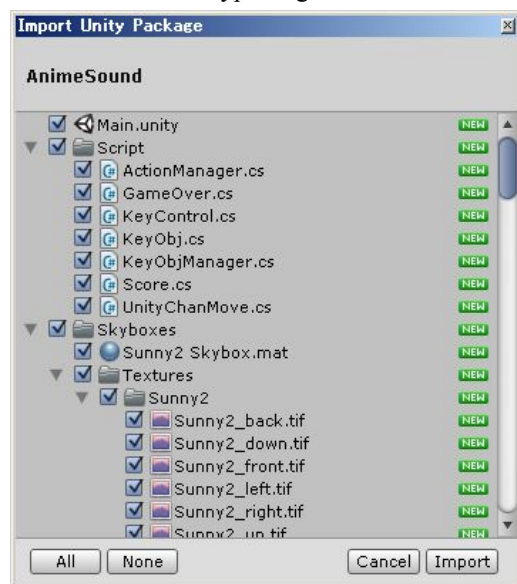 Import Unity Package
AnimeSound
Main.unity NEW
Script NEW
ActionManager.cs NEW
GameOver.cs NEW
KeyControl.cs NEW
KeyObj.cs NEW
KeyObjManager.cs NEW
Score.cs NEW
UnityChanMove.cs NEW
Skyboxes NEW
Sunny2 Skybox.mat NEW
Textures NEW
Sunny2 NEW
Sunny2_back.tif NEW
Sunny2_down.tif NEW
Sunny2_front.tif NEW
Sunny2_left.tif NEW
Sunny2_right.tif NEW
Sunny2_up.tif NEW
All None Cancel Import